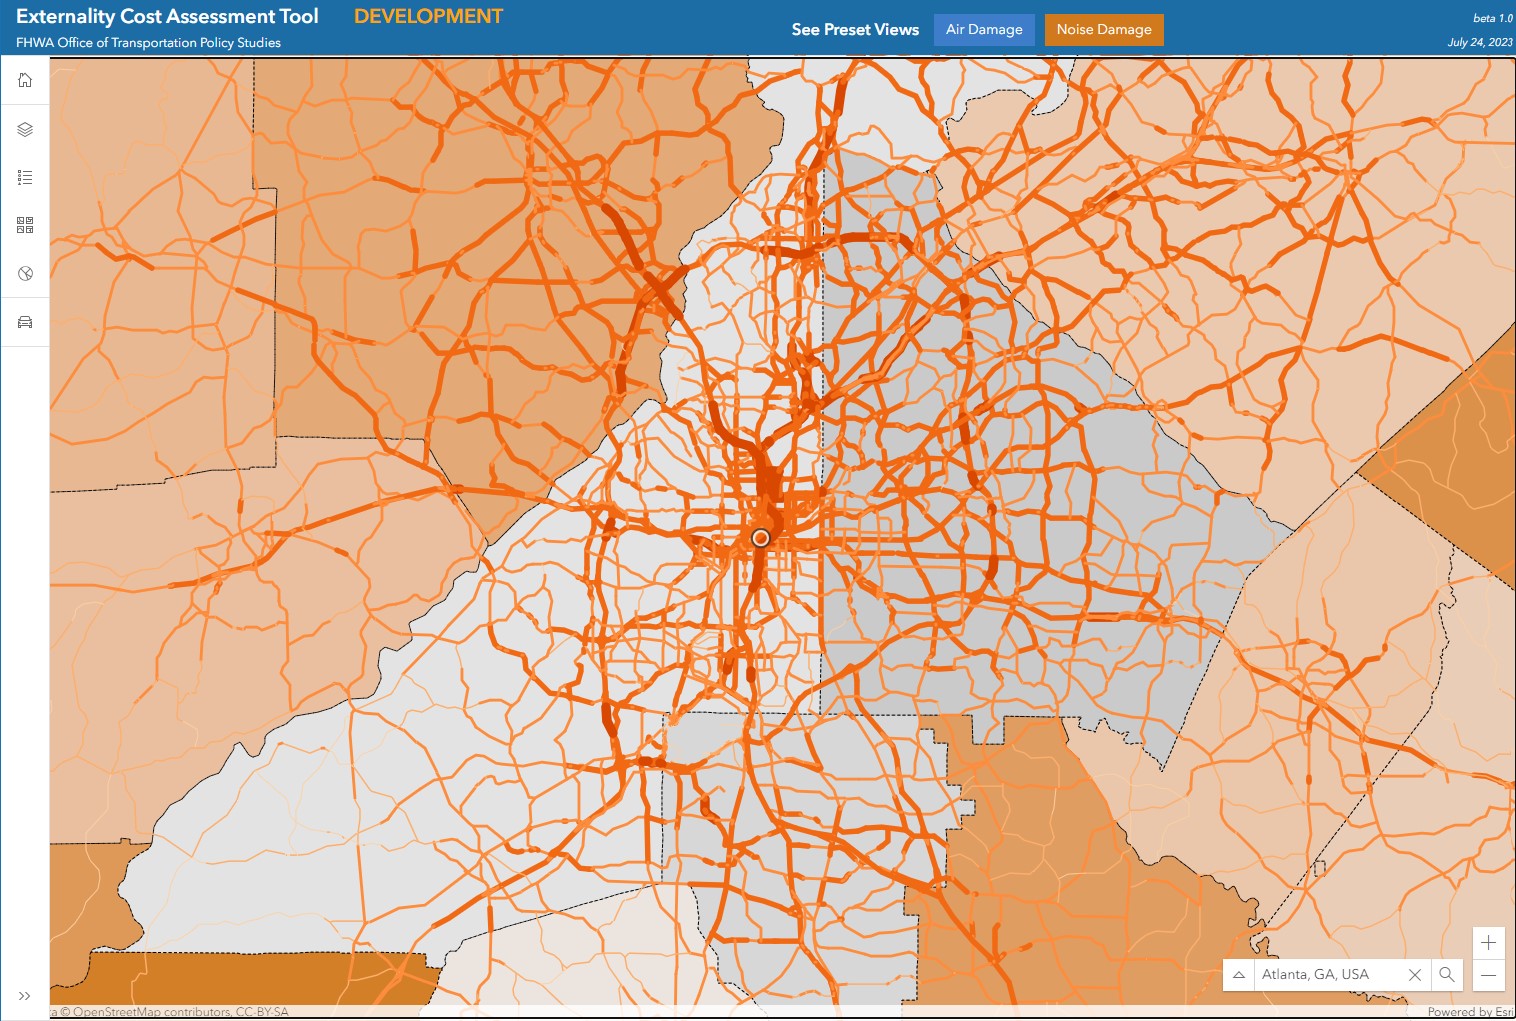 Externality Cost Assessment Tool DEVELOPMENT
FHWA Office of Transportation Policy Studies
See Preset Views Air Damage Noise Damage
beta 1.0
July 24, 2023
Atlanta, GA, USA
a © OpenStreetMap contributors, CC-BY-SA
Powered by Esri